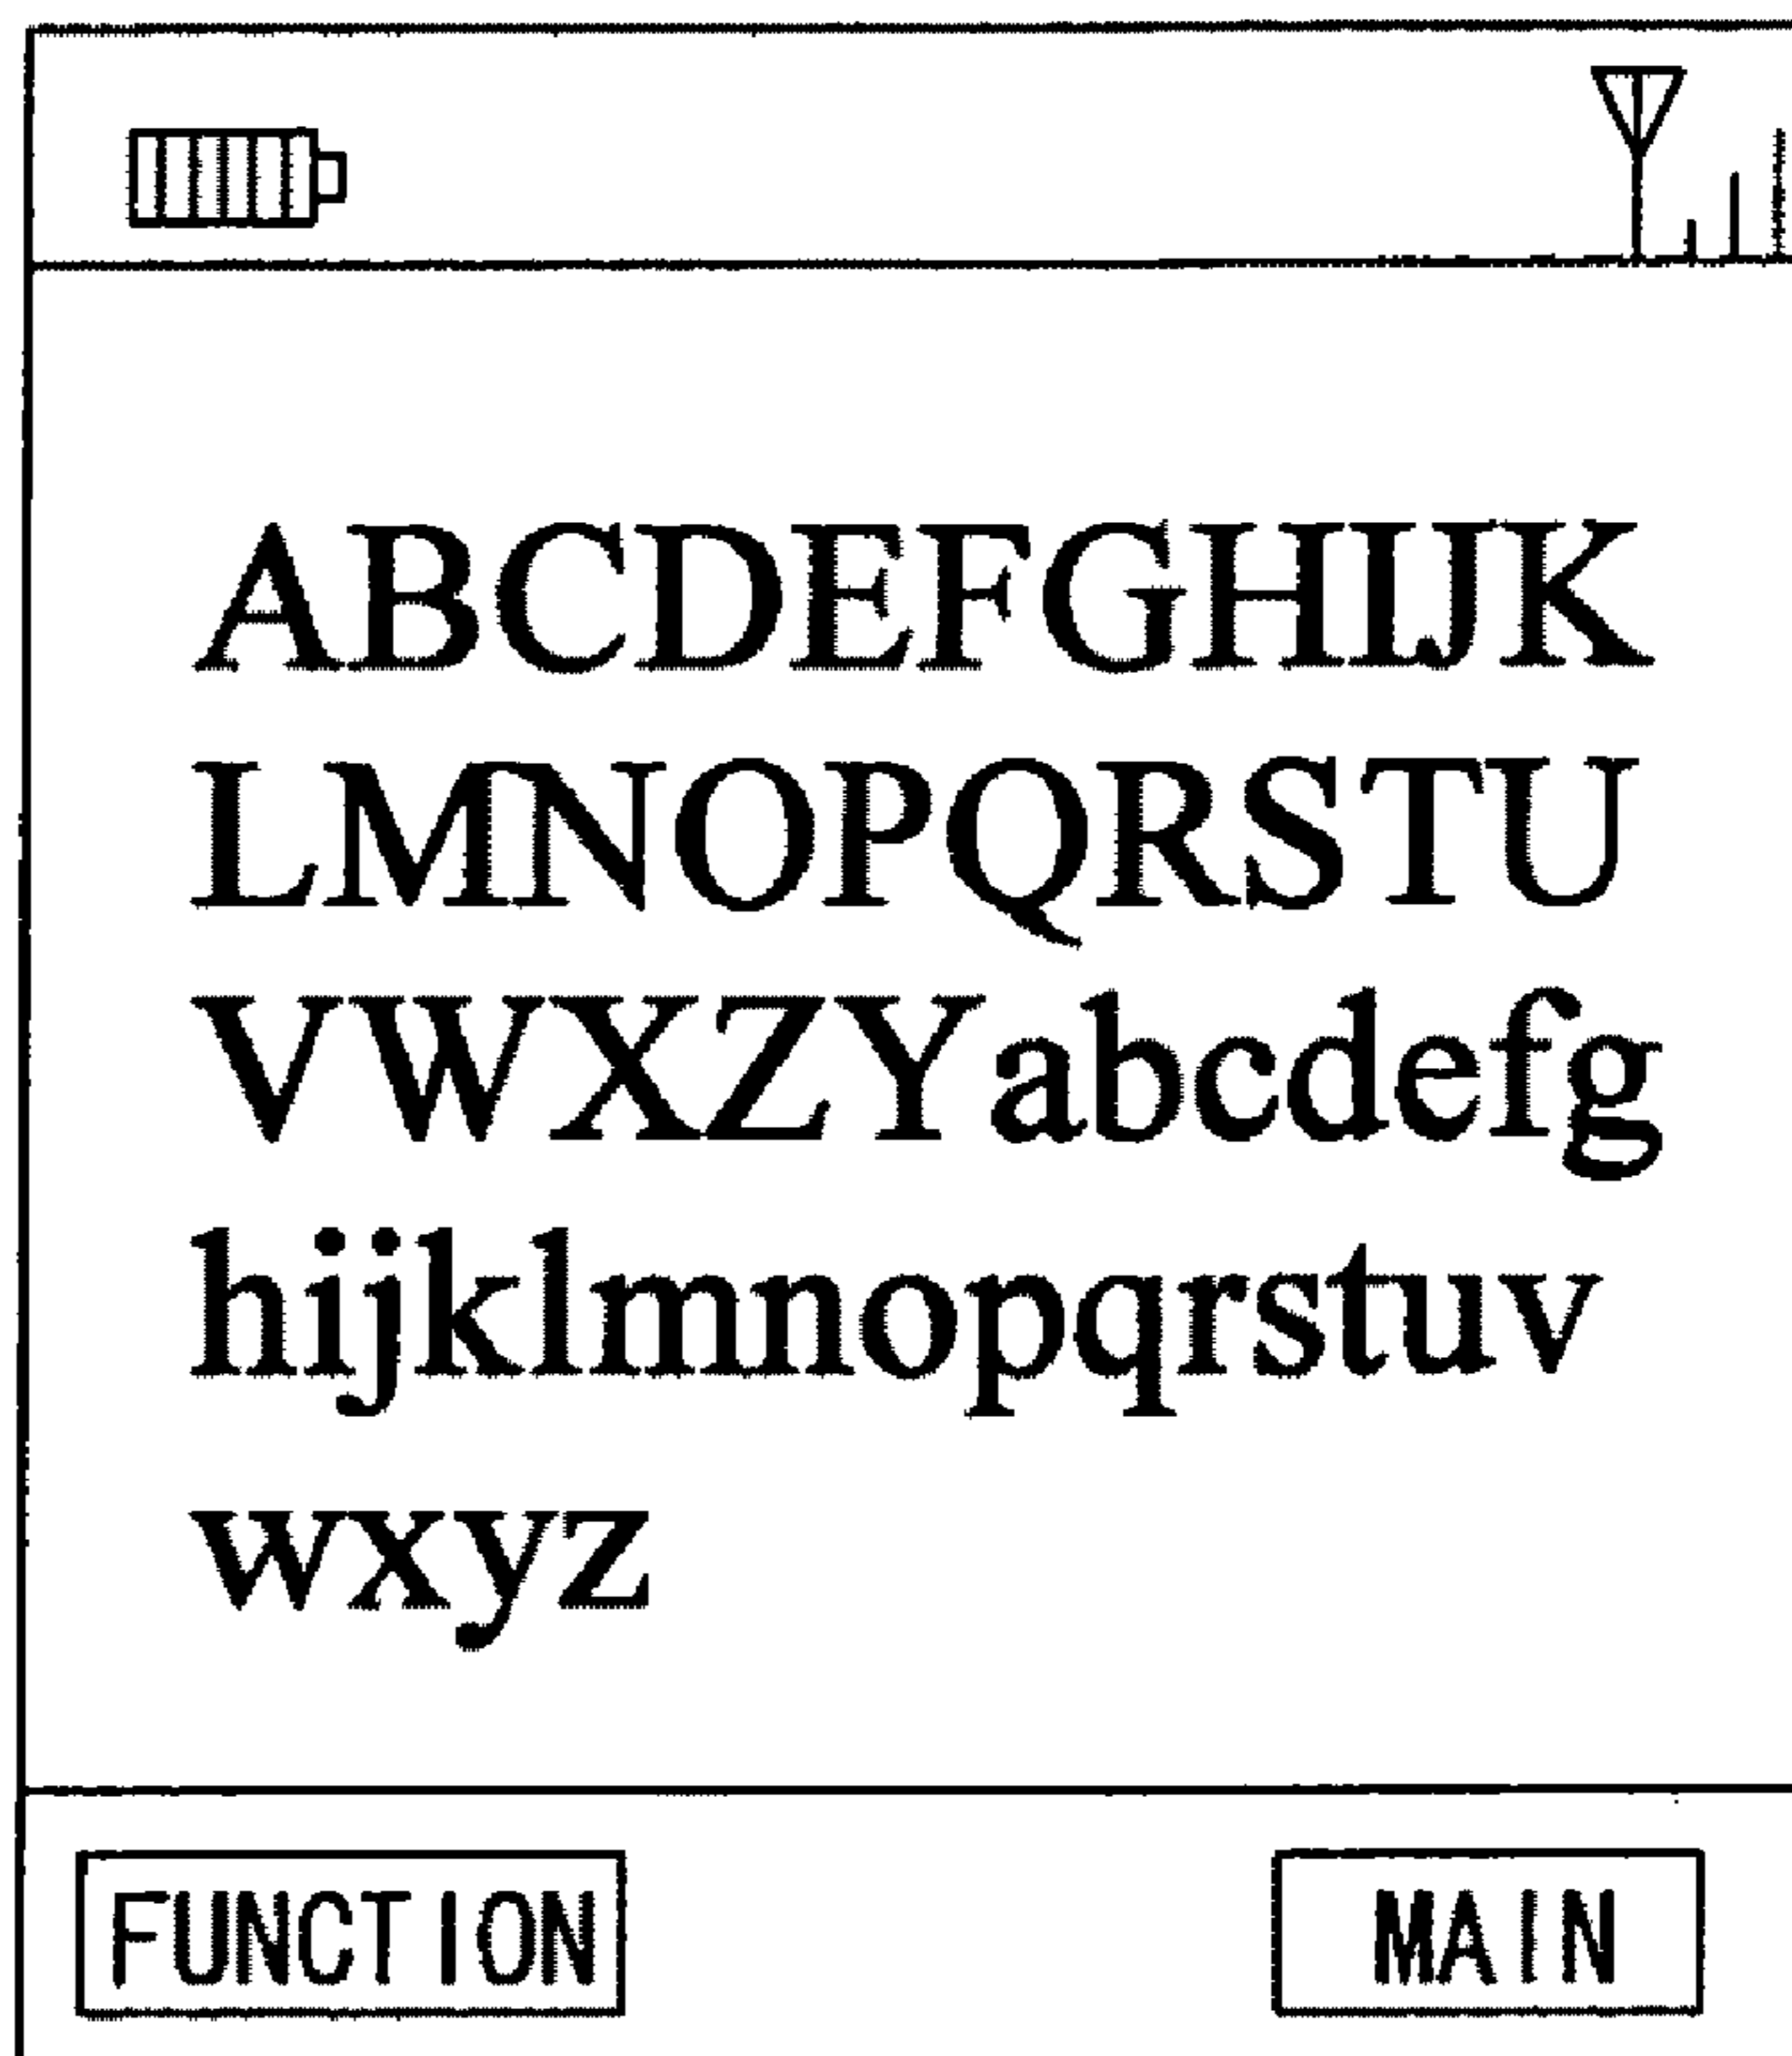 ABCDEFGHIJK
LMNOPQRSTU
VWXZYabcdefg
hijklmnopqrstuv
wxyz
FUNCTION MAIN